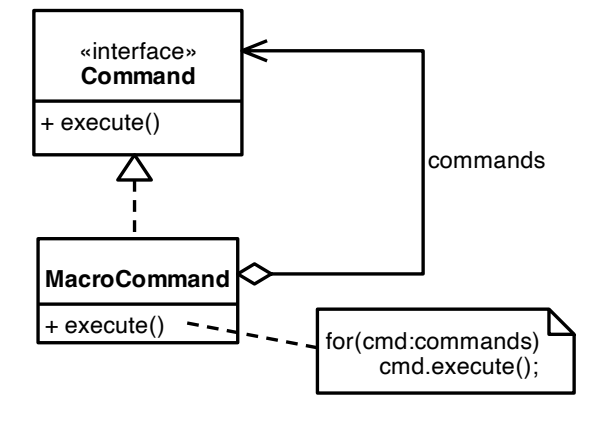 «interface»
Command
+ execute()
commands
MacroCommand
+ execute()
for(cmd:commands)
cmd.execute();